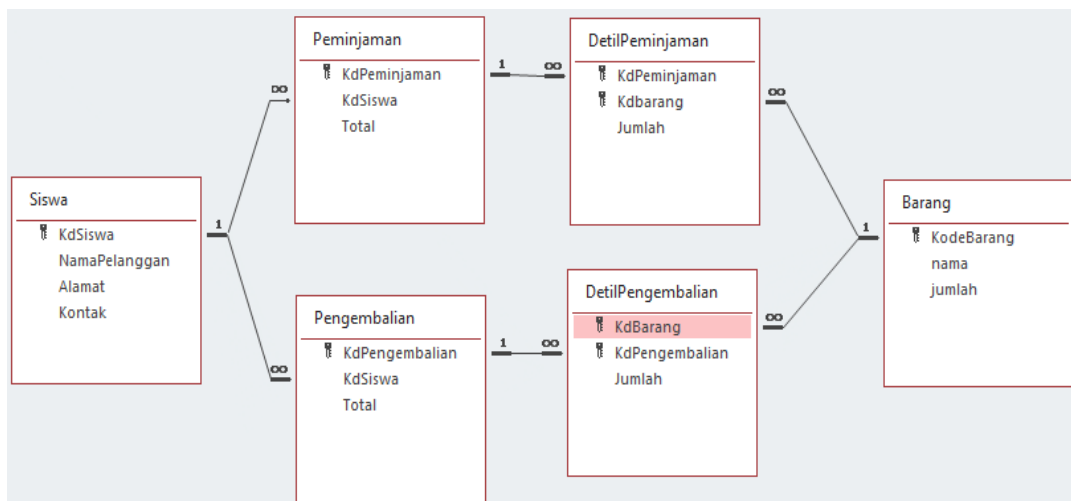 Siswa
KdSiswa
NamaPelanggan
Alamat
Kontak
1
∞
∞
Peminjaman
KdPeminjaman
KdSiswa
Total
1
∞
DetilPeminjaman
KdPeminjaman
Kdbarang
Jumlah
∞
Pengembalian
KdPengembalian
KdSiswa
Total
1
∞
DetilPengembalian
KdBarang
KdPengembalian
Jumlah
∞
1
Barang
KodeBarang
nama
jumlah